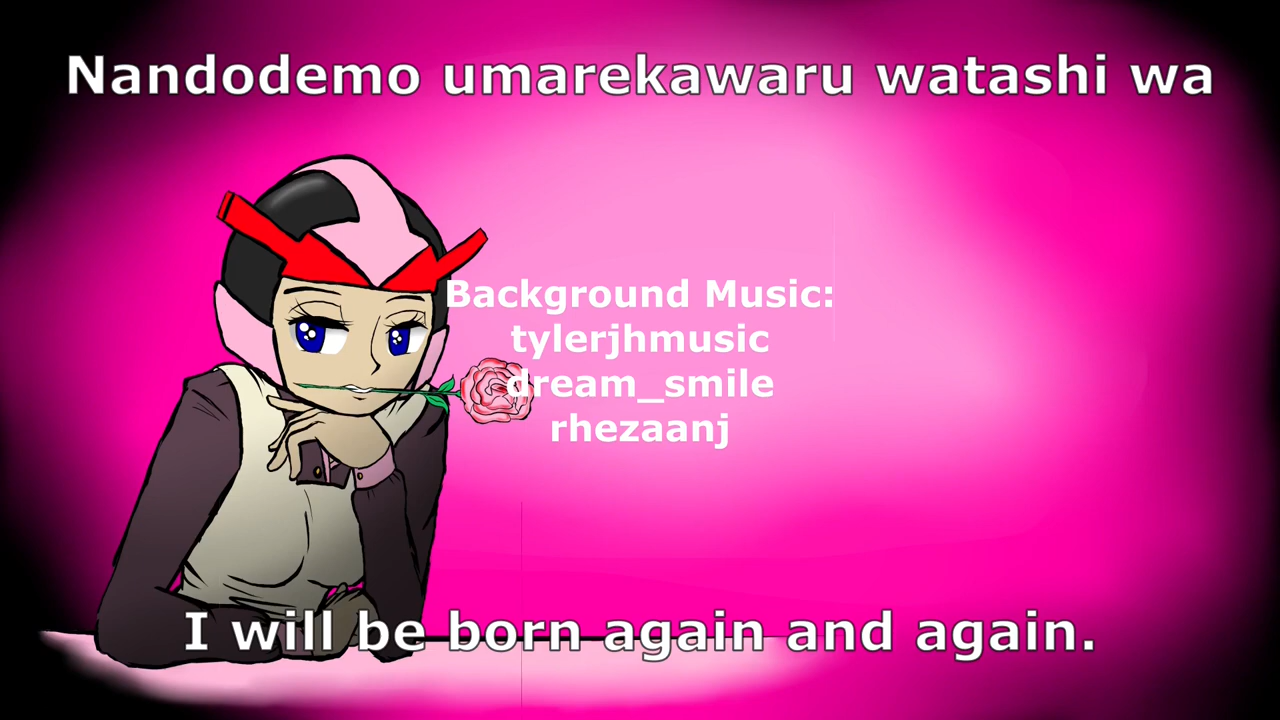 Nandodemo umarekawaru watashi wa
Background Music:
tylerjhmusic
dream_smile
rhezaanj
I will be born again and again.